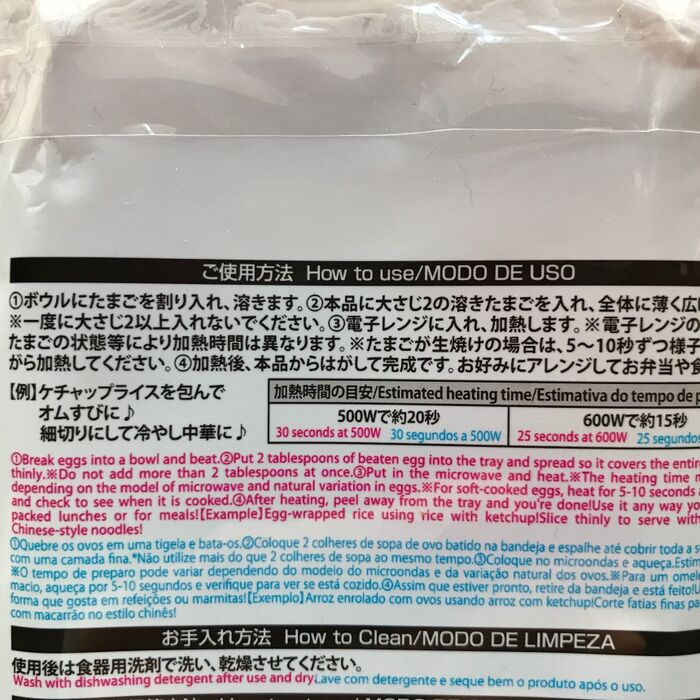 ご使用方法 How to use/MODO DE USO
①ボウルにたまごを割り入れ、溶きます。②本品に大さじ2の溶きたまごを入れ、全体に薄く広
※一度に大さじ2以上入れないでください。③電子レンジに入れ、加熱します。※電子レンジの
たまごの状態等により加熱時間は異なります。※たまごが生焼けの場合は、5～10秒ずつ様子
がら加熱してください。④加熱後、本品からはがして完成です。お好みにアレンジしてお弁当や
【例】ケチャップライスを包んで
オムすびに♪
細切りにして冷やし中華に♪
加熱時間の目安/Estimated heating time/Estimativa do tempo de
500Wで約20秒 600Wで約15秒
30 seconds at 500W 30 segundos a 500W 25 seconds at 600W 25 segundos
①Break eggs into a bowl and beat.②Put 2 tablespoons of beaten egg into the tray and spread so it covers the
thinly.※Do not add more than 2 tablespoons at once.③Put in the microwave and heat.※The heating time
depending on the model of microwave and natural variation in eggs.※For soft-cooked eggs, heat for 5-10 seconds
and check to see when it is cooked.④After heating, peel away from the tray and you're done!Use it any way you
packed lunches or for meals![Example]Egg-wrapped rice using rice with ketchup!Slice thinly to serve with
Chinese-style noodles!
①Quebre os ovos em uma tigela e bata-os.②Coloque 2 colheres de sopa de ovo batido na bandeja e espalhe até cobrir toda a
com uma camada fina.*Não utilize mais do que 2 colheres de sopa ao mesmo tempo.③Coloque no microondas e aqueça.
※O tempo de preparo pode variar dependendo do modelo do microondas e da variação natural dos ovos.※Para um
macio, aqueça por 5-10 segundos e verifique para ver se está cozido.④Assim que estiver pronto, retire da bandeja e está feito!
forma que gosta em refeições ou marmitas![Exemplo]Arroz enrolado com ovos usando arroz com ketchup!Corte fatias finas
com macarrão no estilo chinês!
お手入れ方法 How to Clean/MODO DE LIMPEZA
使用後は食器用洗剤で洗い、乾燥させてください。
Wash with dishwashing detergent after use and dryLave com detergente e seque bem o produto após o uso.